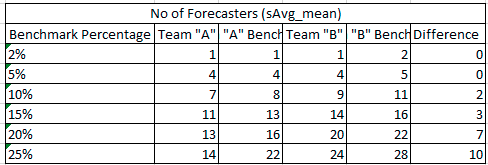 No of Forecasters (sAvg_mean)
Benchmark Percentage Team "A" "A" Bench Team "B" "B" Bench Difference
2% 1 1 1 2 0
5% 4 4 4 5 0
10% 7 8 9 11 2
15% 11 13 14 16 3
20% 13 16 20 22 7
25% 14 22 24 28 10